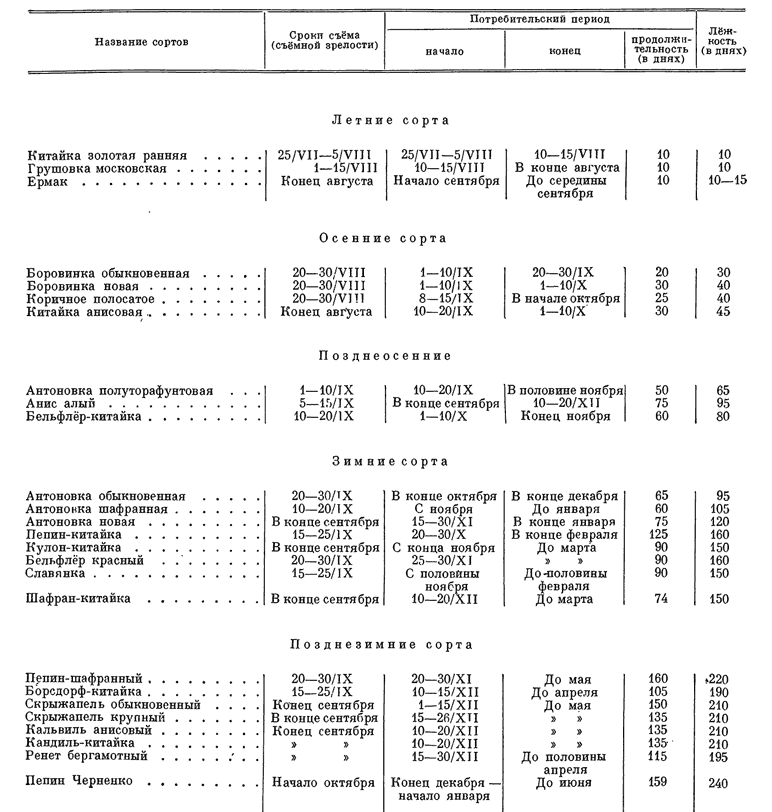 Название сортов | Сроки съёма (съёмной зрелости) | Потребительский период: начало | конец | продолжительность (в днях) | Лёжкость (в днях)
Летние сорта
Китайка золотая ранняя . . . . . 25/VII—5/VIII 25/VII—5/VIII 10—15/VIII 10 10
Грушовка московская . . . . . . . 1—15/VIII 10—15/VIII В конце августа 10 10
Ермак . . . . . . . . . . . . . Конец августа Начало сентября До середины 10 10—15
сентября
Осенние сорта
Боровинка обыкновенная . . . . . 20—30/VIII 1—10/IX 20—30/IX 20 30
Боровинка новая . . . . . . . . . 20—30/VIII 1—10/IX 1—10/X 30 40
Коричное полосатое . . . . . . . . 20—30/VIII 8—15/IX В начале октября 25 40
Китайка анисовая . . . . . . . . . Конец августа 10—20/IX 1—10/X 30 45
Позднеосенние
Антоновка полуторафунтовая . . . 1—10/IX 10—20/IX В половине ноября 50 65
Анис алый . . . . . . . . . . . 5—15/IX В конце сентября 10—20/XII 75 95
Бельфлёр-китайка . . . . . . . . . 10—20/IX 1—10/X Конец ноября 60 80
Зимние сорта
Антоновка обыкновенная . . . . . 20—30/IX В конце октября В конце декабря 65 95
Антоновка шафранная . . . . . . . 10—20/IX С ноября До января 60 105
Антоновка новая . . . . . . . . . В конце сентября 15—30/XI В конце января 75 120
Пепин-китайка . . . . . . . . . . 15—25/IX 20—30/X В конце февраля 125 160
Кулон-китайка . . . . . . . . . . В конце сентября С конца ноября До марта 90 150
Бельфлёр красный . . . . . . . . 20—30/IX 25—30/XI » » 90 160
Славянка . . . . . . . . . . . . . 15—25/IX С половины До половины 90 150
ноября февраля
Шафран-китайка . . . . . . . . . В конце сентября 10—20/XII До марта 74 150
Позднезимние сорта
Пепин-шафранный . . . . . . . . . 20—30/IX 20—30/XI До мая 160 220
Борсдорф-китайка . . . . . . . . . 15—25/IX 10—15/XII До апреля 105 190
Скрыжапель обыкновенный . . . . Конец сентября 1—15/XII До мая 150 210
Скрыжапель крупный . . . . . . . В конце сентября 15—26/XII » » 135 210
Кальвиль анисовый . . . . . . . . Конец сентября 10—20/XII » » 135 210
Кандиль-китайка . . . . . . . . . » » 10—20/XII » » 135 210
Ренет бергамотный . . . . . . . . » » 15—30/XII До половины 115 195
апреля
Пепин Черненко . . . . . . . . . Начало октября Конец декабря — До июня 159 240
начало января